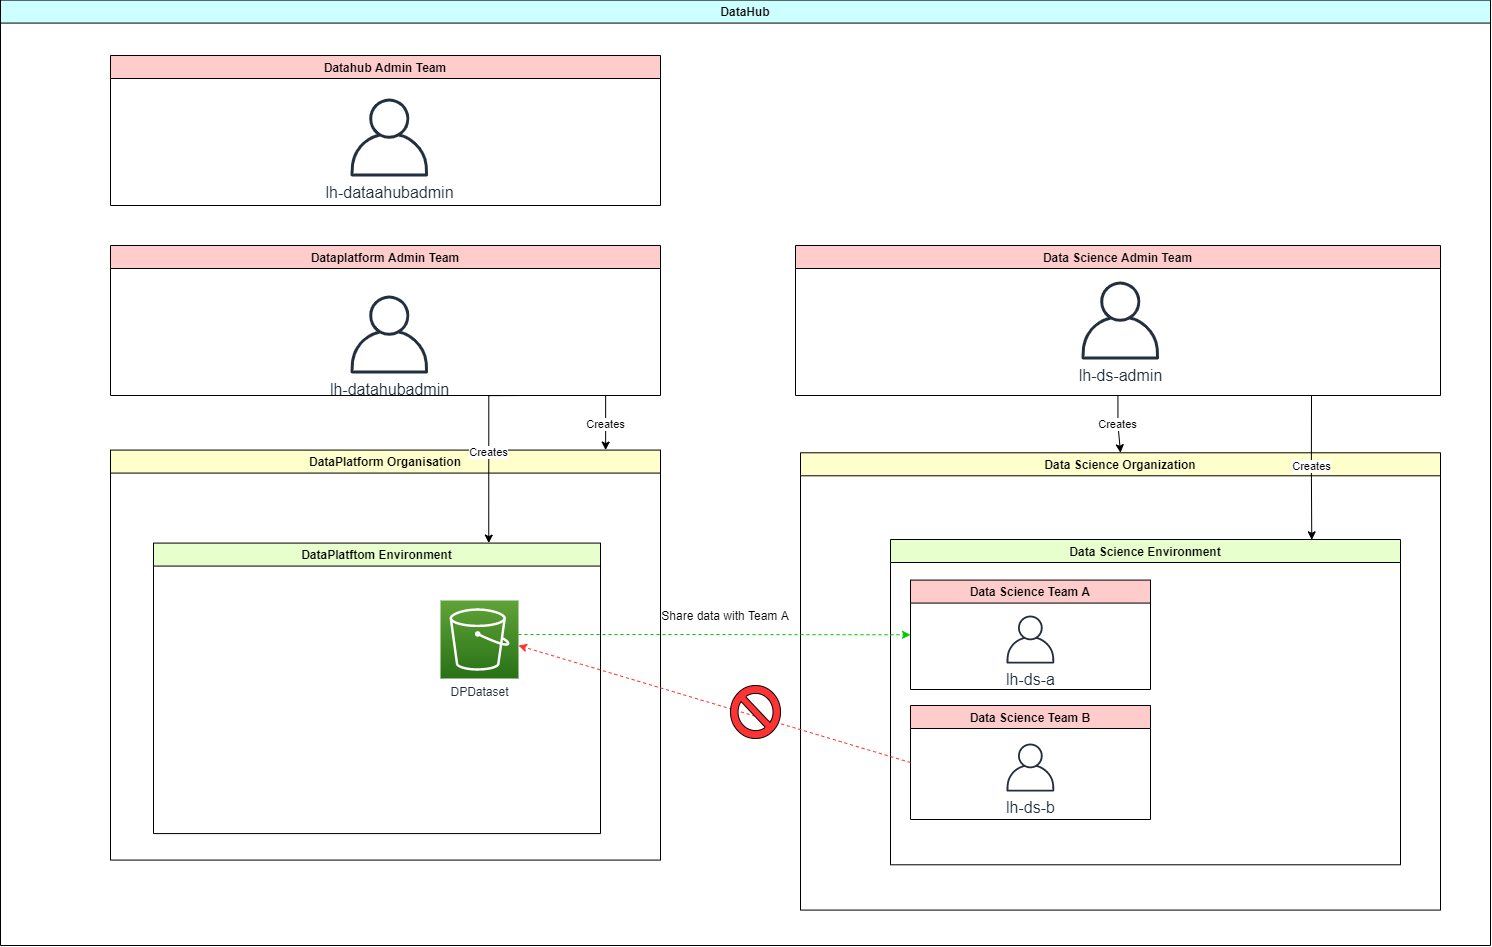 DataHub
Datahub Admin Team
lh-dataahubadmin
Dataplatform Admin Team
lh-datahubadmin
Data Science Admin Team
lh-ds-admin
Creates
Creates
Creates
Creates
DataPlatform Organisation
Data Science Organization
DataPlatftom Environment
Data Science Environment
DPDataset
Share data with Team A
Data Science Team A
lh-ds-a
Data Science Team B
lh-ds-b